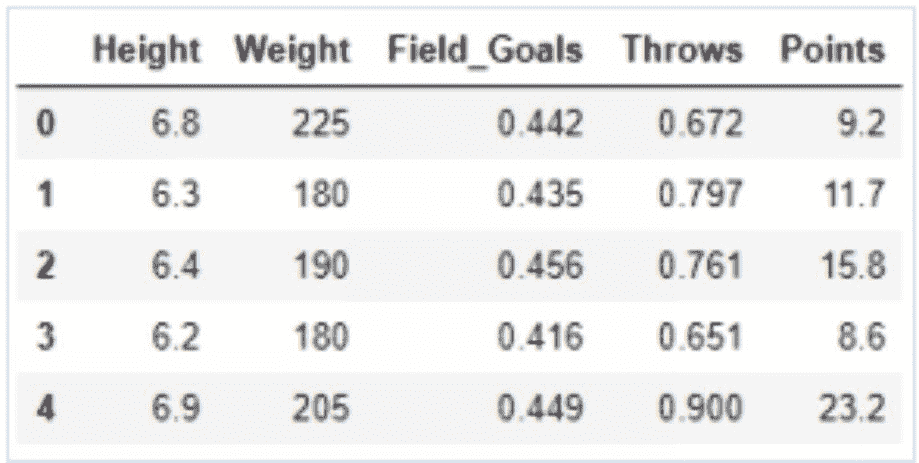 Height Weight Field_Goals Throws Points
0 6.8 225 0.442 0.672 9.2
1 6.3 180 0.435 0.797 11.7
2 6.4 190 0.456 0.761 15.8
3 6.2 180 0.416 0.651 8.6
4 6.9 205 0.449 0.900 23.2